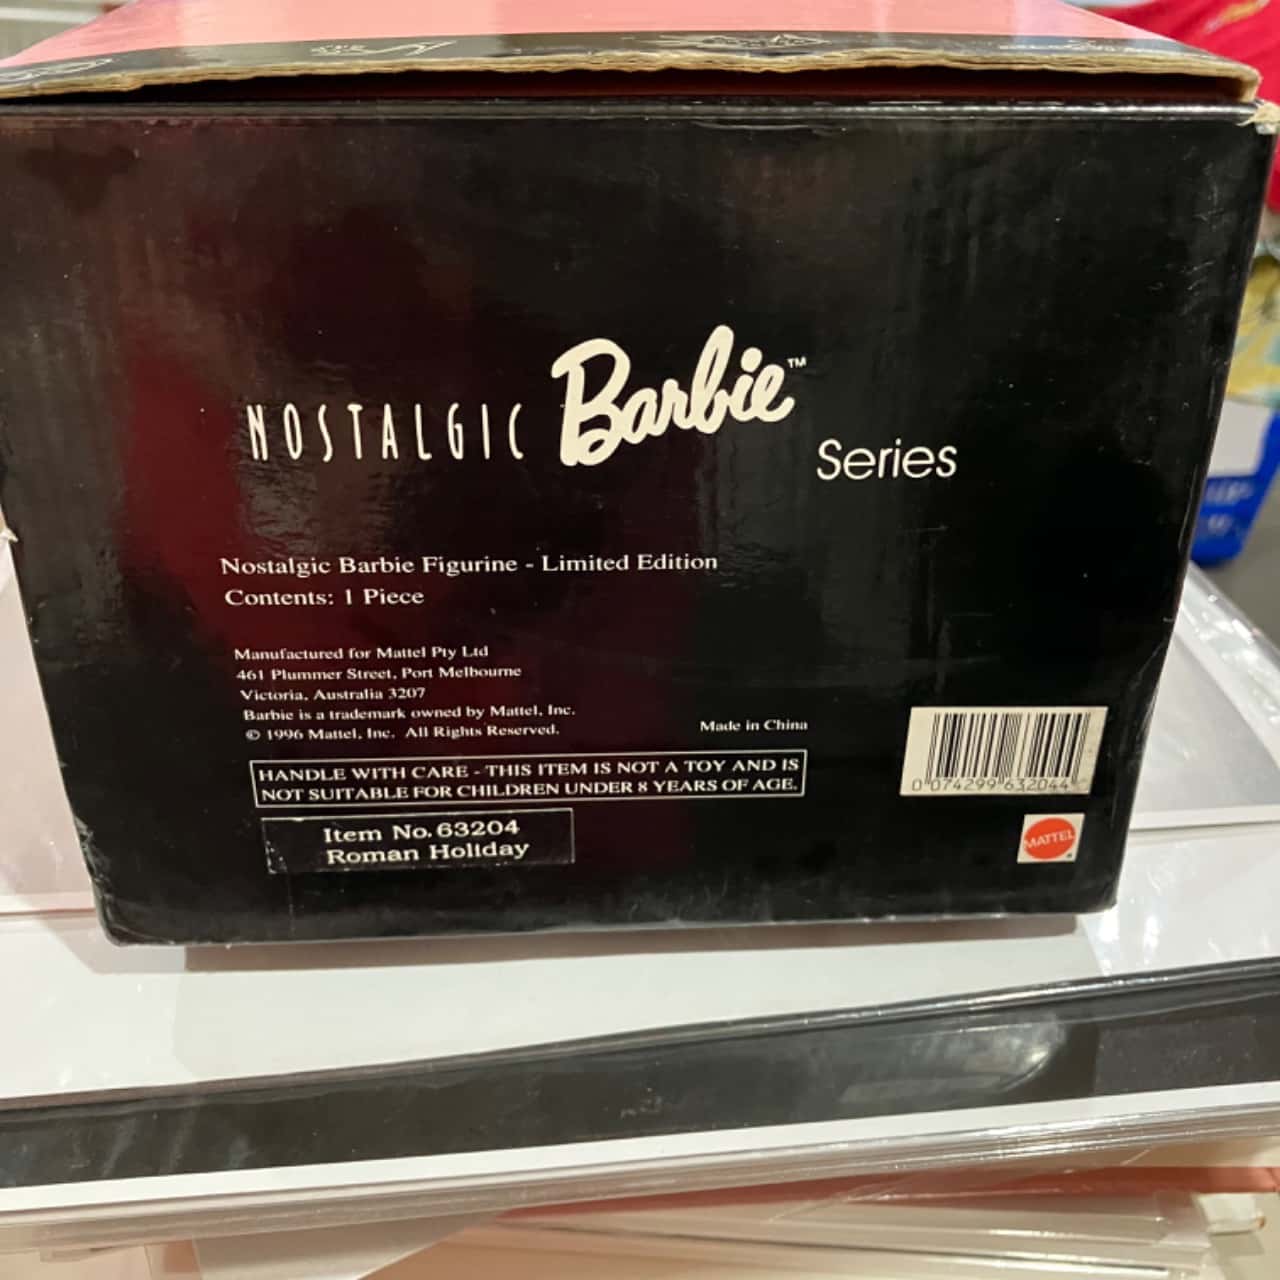 NOSTALGIC Barbie™ Series
Nostalgic Barbie Figurine - Limited Edition
Contents: 1 Piece
Manufactured for Mattel Pty Ltd
461 Plummer Street, Port Melbourne
Victoria, Australia 3207
Barbie is a trademark owned by Mattel, Inc.
© 1996 Mattel, Inc. All Rights Reserved.
Made in China
HANDLE WITH CARE - THIS ITEM IS NOT A TOY AND IS
NOT SUITABLE FOR CHILDREN UNDER 8 YEARS OF AGE.
0 074299 632044
Item No. 63204
Roman Holiday
MATTEL